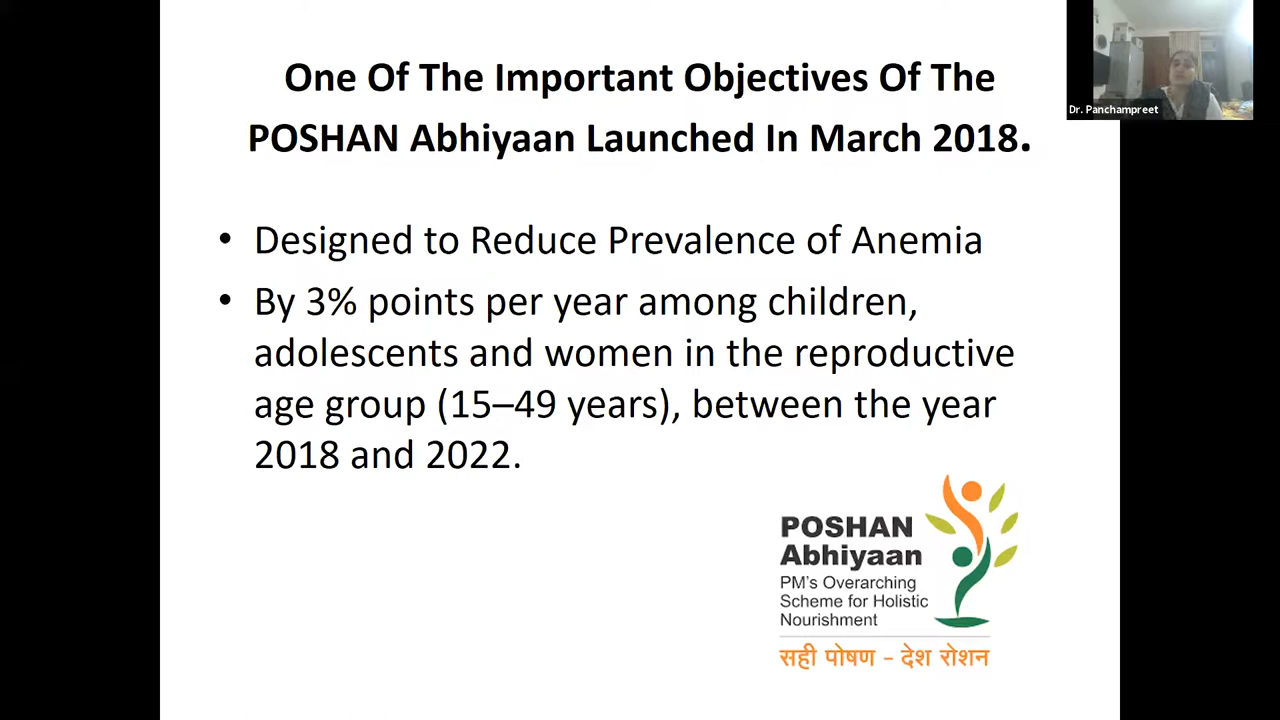 One Of The Important Objectives Of The
POSHAN Abhiyaan Launched In March 2018.
Dr. Panchampreet
• Designed to Reduce Prevalence of Anemia
• By 3% points per year among children,
adolescents and women in the reproductive
age group (15–49 years), between the year
2018 and 2022.
POSHAN
Abhiyaan
PM's Overarching
Scheme for Holistic
Nourishment
सही पोषण - देश रोशन